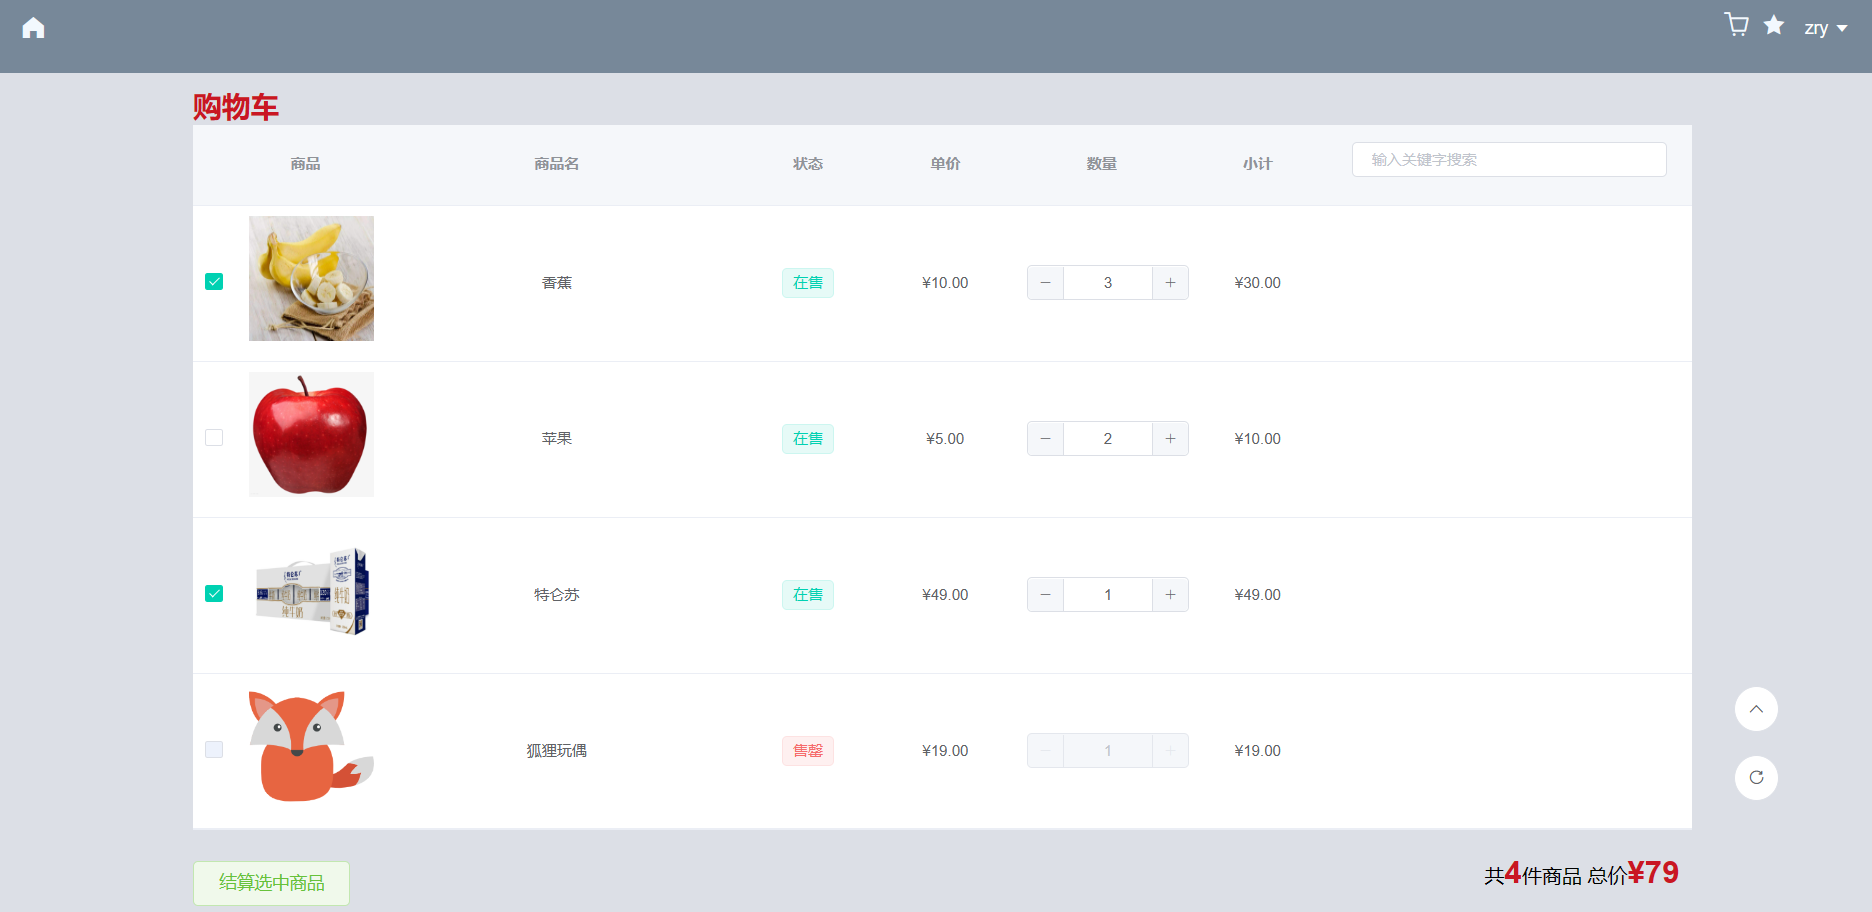 zry
购物车
商品 商品名 状态 单价 数量 小计 输入关键字搜索
香蕉 在售 ¥10.00 3 ¥30.00
苹果 在售 ¥5.00 2 ¥10.00
特仑苏
纯牛奶
特仑苏 在售 ¥49.00 1 ¥49.00
狐狸玩偶 售罄 ¥19.00 1 ¥19.00
结算选中商品 共4件商品 总价¥79